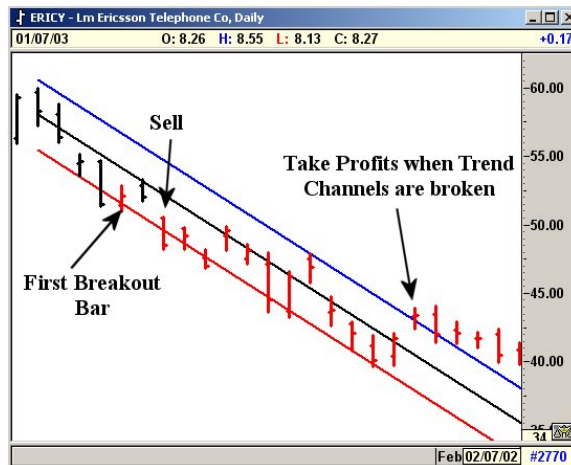 ERICY - Lm Ericsson Telephone Co, Daily
01/07/03 O: 8.26 H: 8.55 L: 8.13 C: 8.27 +0.17
60.00
Sell
55.00
Take Profits when Trend
Channels are broken
50.00
First Breakout
Bar
45.00
40.00
34
Feb 02/07/02 #2770